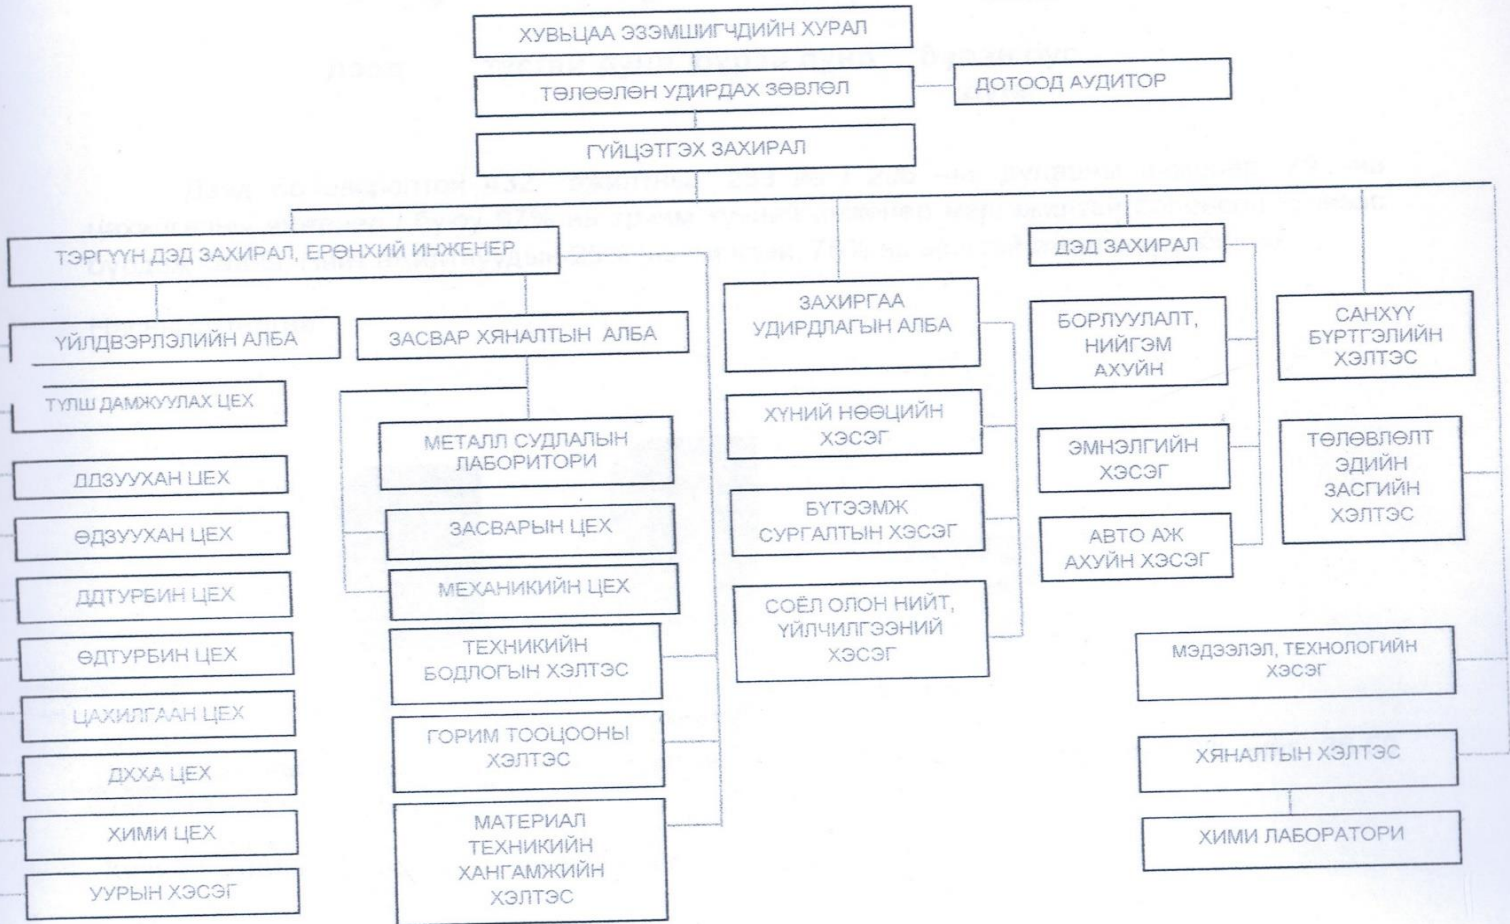 ХУВЬЦАА ЭЗЭМШИГЧДИЙН ХУРАЛ
ТӨЛӨӨЛӨН УДИРДАХ ЗӨВЛӨЛ
ДОТООД АУДИТОР
ГҮЙЦЭТГЭХ ЗАХИРАЛ
ТЭРГҮҮН ДЭД ЗАХИРАЛ, ЕРӨНХИЙ ИНЖЕНЕР
ҮЙЛДВЭРЛЭЛИЙН АЛБА
ТҮЛШ ДАМЖУУЛАХ ЦЕХ
ДДЗУУХАН ЦЕХ
ӨДЗУУХАН ЦЕХ
ДДТУРБИН ЦЕХ
ӨДТУРБИН ЦЕХ
ЦАХИЛГААН ЦЕХ
ДХХА ЦЕХ
ХИМИ ЦЕХ
УУРЫН ХЭСЭГ
ЗАСВАР ХЯНАЛТЫН АЛБА
МЕТАЛЛ СУДЛАЛЫН
ЛАБОРИТОРИ
ЗАСВАРЫН ЦЕХ
МЕХАНИКИЙН ЦЕХ
ТЕХНИКИЙН
БОДЛОГЫН ХЭЛТЭС
ГОРИМ ТООЦООНЫ
ХЭЛТЭС
МАТЕРИАЛ
ТЕХНИКИЙН
ХАНГАМЖИЙН
ХЭЛТЭС
ЗАХИРГАА
УДИРДЛАГЫН АЛБА
ХҮНИЙ НӨӨЦИЙН
ХЭСЭГ
БҮТЭЭМЖ
СУРГАЛТЫН ХЭСЭГ
СОЁЛ ОЛОН НИЙТ,
ҮЙЛЧИЛГЭЭНИЙ
ХЭСЭГ
ДЭД ЗАХИРАЛ
БОРЛУУЛАЛТ,
НИЙГЭМ
АХУЙН
ЭМНЭЛГИЙН
ХЭСЭГ
АВТО АЖ
АХУЙН ХЭСЭГ
САНХҮҮ
БҮРТГЭЛИЙН
ХЭЛТЭС
ТӨЛӨВЛӨЛТ
ЭДИЙН
ЗАСГИЙН
ХЭЛТЭС
МЭДЭЭЛЭЛ, ТЕХНОЛОГИЙН
ХЭСЭГ
ХЯНАЛТЫН ХЭЛТЭС
ХИМИ ЛАБОРАТОРИ